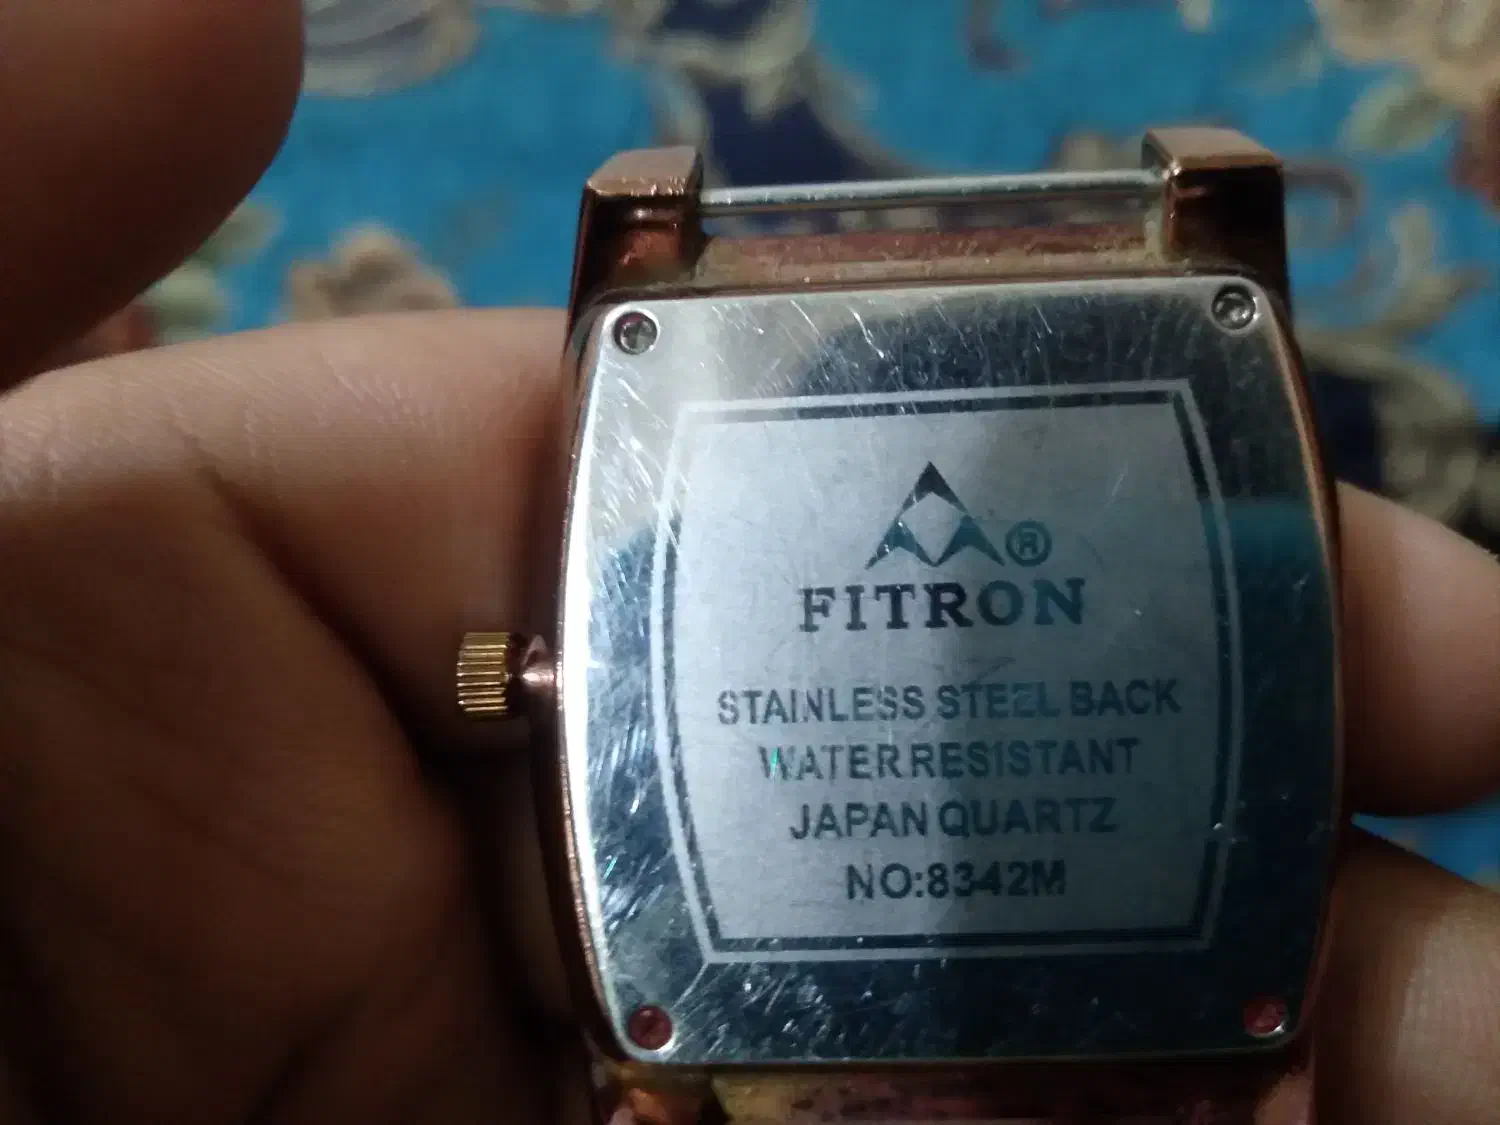 ®
FITRON
STAINLESS STEEL BACK
WATER RESISTANT
JAPAN QUARTZ
NO:8342M